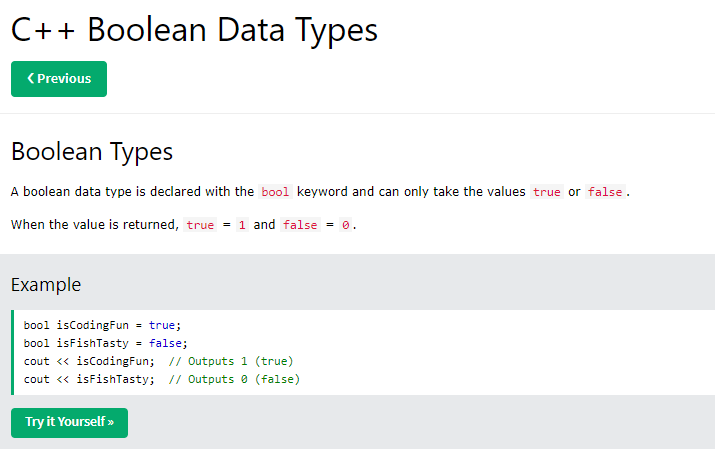 C++ Boolean Data Types
❮ Previous
Boolean Types
A boolean data type is declared with the bool keyword and can only take the values true or false.
When the value is returned, true = 1 and false = 0.
Example
bool isCodingFun = true;
bool isFishTasty = false;
cout << isCodingFun;  // Outputs 1 (true)
cout << isFishTasty;  // Outputs 0 (false)
Try it Yourself »